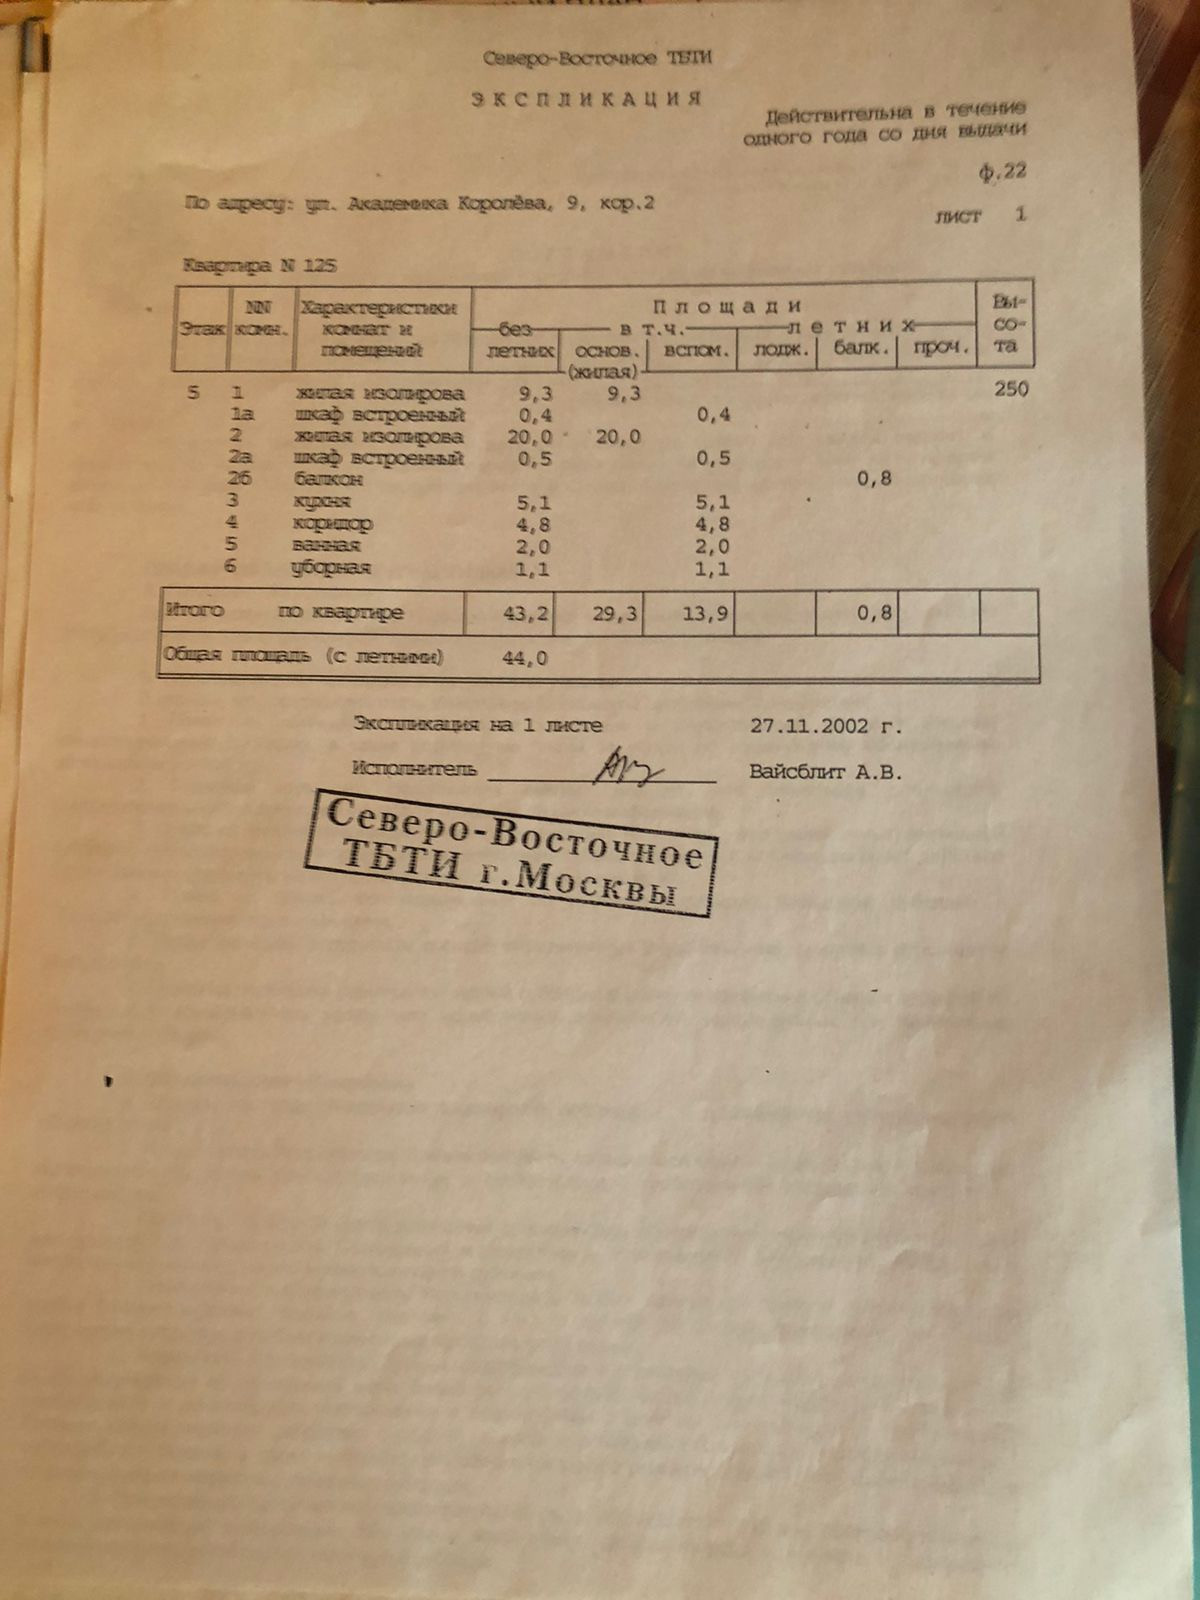 Северо-Восточное ТБТИ
ЭКСПЛИКАЦИЯ
Действительна в течение
одного года со дня выдачи
ф.22
По адресу: ул. Академика Королёва, 9, кор.2
лист 1
Квартира N 125
Этаж NN комн. Характеристики комнат и помещений Площади Вы-со-та
без летних в т.ч. летних
основ. (жилая) вспом. лодж. балк. проч.
5 1 жилая изолирова 9,3 9,3 250
1а шкаф встроенный 0,4 0,4
2 жилая изолирова 20,0 20,0
2а шкаф встроенный 0,5 0,5
2б балкон 0,8
3 кухня 5,1 5,1
4 коридор 4,8 4,8
5 ванная 2,0 2,0
6 уборная 1,1 1,1
Итого по квартире 43,2 29,3 13,9 0,8
Общая площадь (с летними) 44,0
Экспликация на 1 листе 27.11.2002 г.
Исполнитель Вайсблит А.В.
Северо-Восточное
ТБТИ г.Москвы